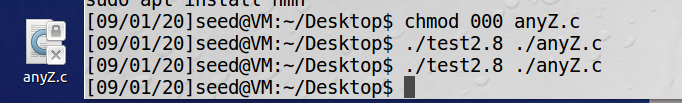 sudo apt install nmh
[09/01/20]seed@VM:~/Desktop$ chmod 000 anyZ.c
[09/01/20]seed@VM:~/Desktop$ ./test2.8 ./anyZ.c
[09/01/20]seed@VM:~/Desktop$ ./test2.8 ./anyZ.c
[09/01/20]seed@VM:~/Desktop$
anyZ.c